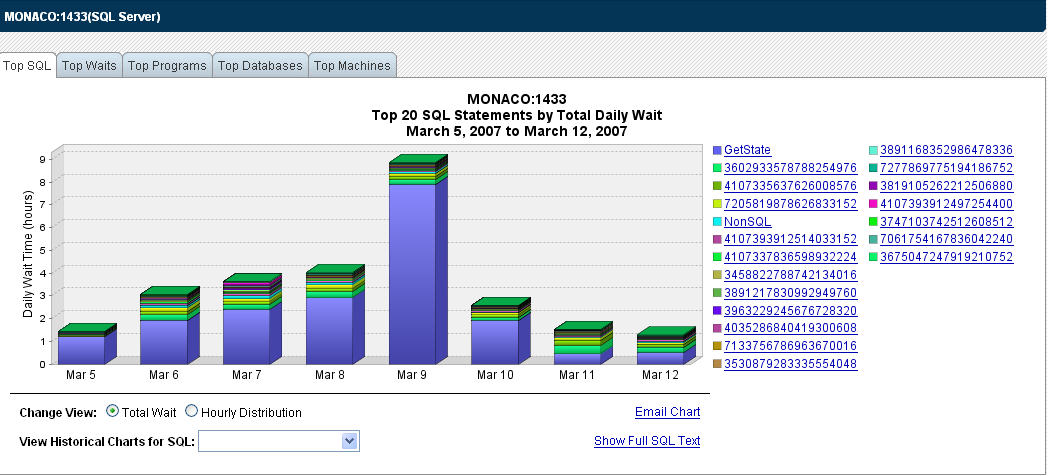 MONACO:1433(SQL Server)
Top SQL Top Waits Top Programs Top Databases Top Machines
MONACO:1433
Top 20 SQL Statements by Total Daily Wait
March 5, 2007 to March 12, 2007
Daily Wait Time (hours)
9
8
7
6
5
4
3
2
1
0
Mar 5 Mar 6 Mar 7 Mar 8 Mar 9 Mar 10 Mar 11 Mar 12
GetState
3602933578788254976
4107335637626008576
7205819878626833152
NonSQL
4107393912514033152
4107337836598932224
3458822788742134016
3891217830992949760
3963229245676728320
4035286840419300608
7133756786963670016
3530879283335554048
3891168352986478336
7277869775194186752
3819105262212506880
4107393912497254400
3747103742512608512
7061754167836042240
3675047247919210752
Change View: Total Wait Hourly Distribution
Email Chart
View Historical Charts for SQL:
Show Full SQL Text